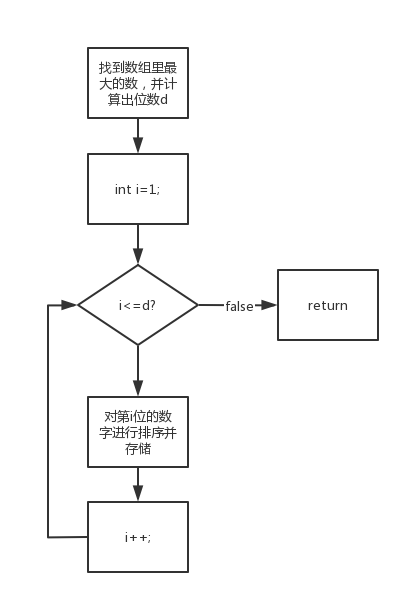 找到数组里最
大的数，并计
算出位数d
int i=1;
i<=d?
false
return
对第i位的数
字进行排序并
存储
i++;